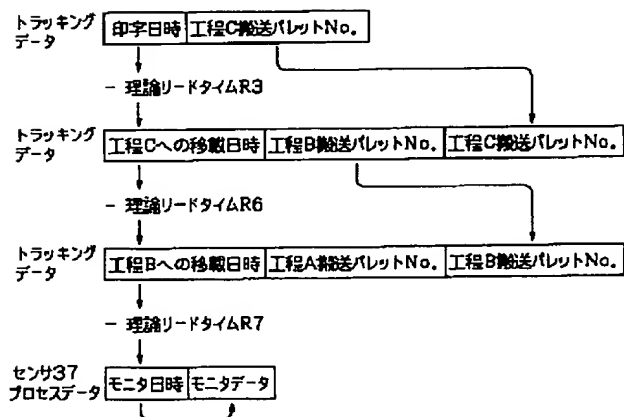 トラッキング
データ
印字日時 工程C搬送パレットNo.
− 理論リードタイムR3
トラッキング
データ
工程Cへの移載日時 工程B搬送パレットNo. 工程C搬送パレットNo.
− 理論リードタイムR6
トラッキング
データ
工程Bへの移載日時 工程A搬送パレットNo. 工程B搬送パレットNo.
− 理論リードタイムR7
センサ37
プロセスデータ
モニタ日時 モニタデータ